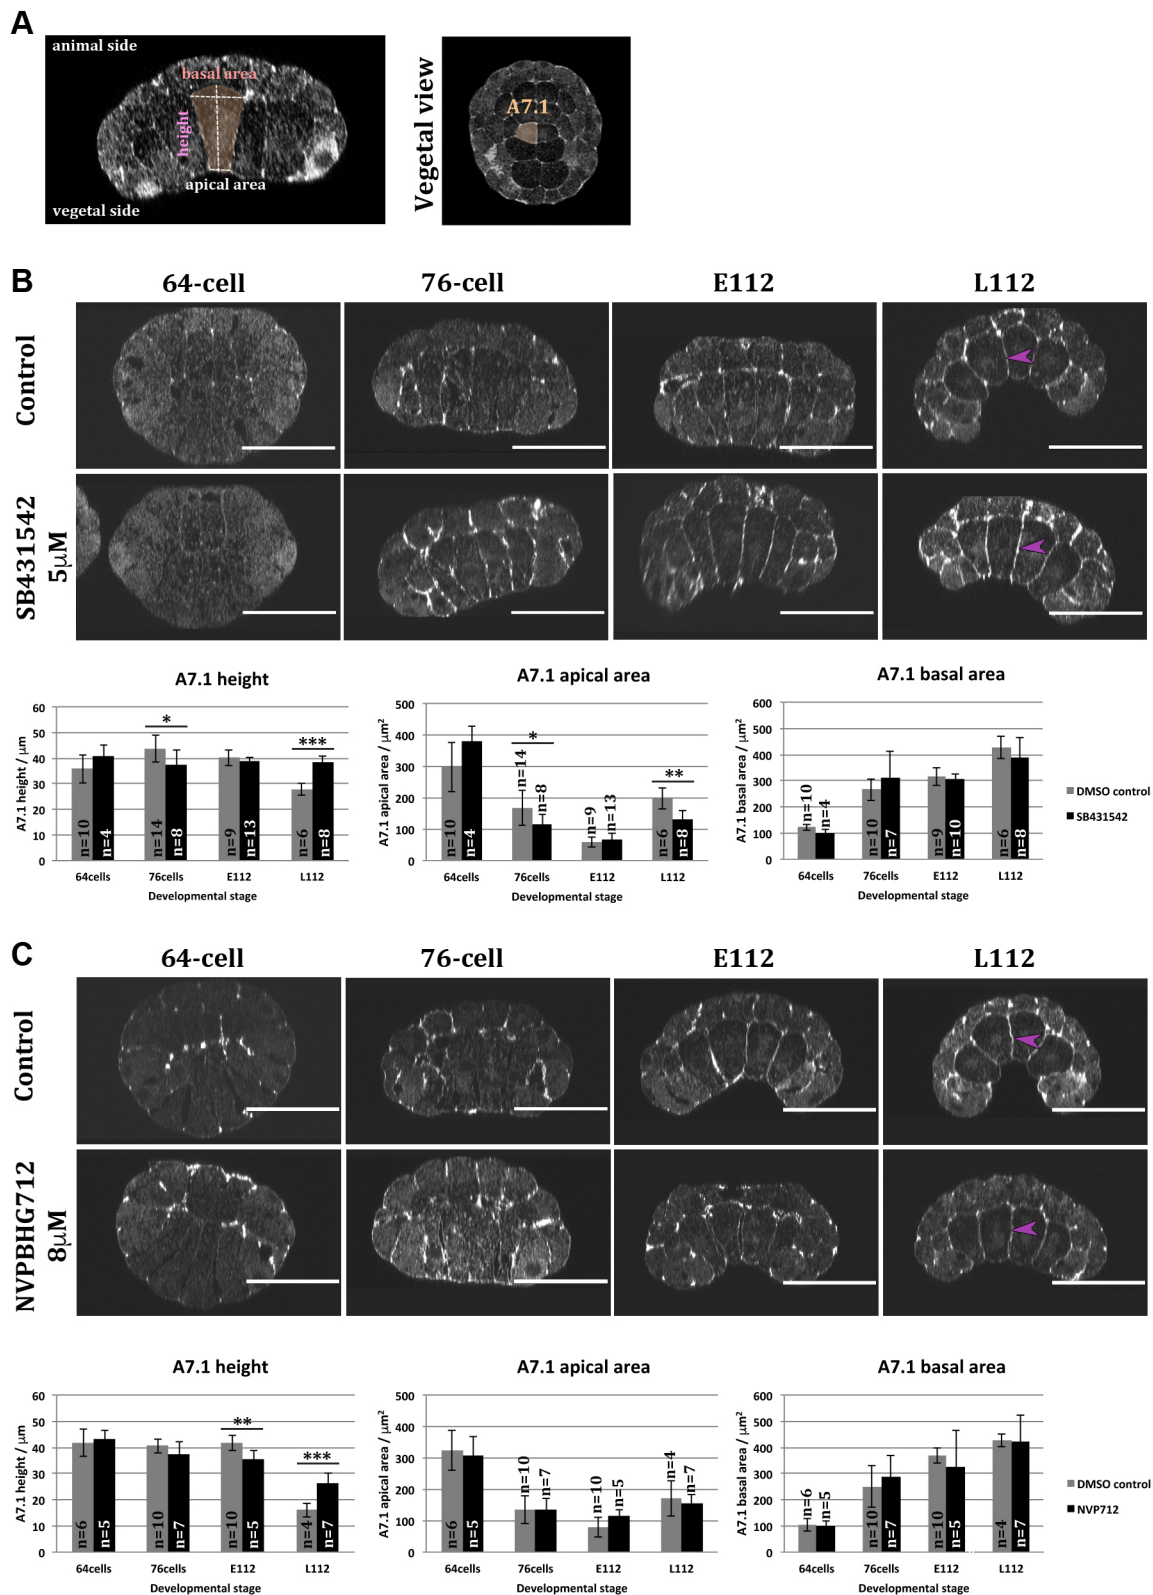 A
animal side
basal area
height
apical area
vegetal side
Vegetal view
A7.1
B
64-cell
76-cell
E112
L112
Control
SB431542
5µM
A7.1 height
A7.1 height / µm
60
50
40
30
20
10
0
*
***
n=10
n=4
n=14
n=8
n=9
n=13
n=6
n=8
64cells
76cells
E112
L112
Developmental stage
A7.1 apical area
A7.1 apical area / µm²
500
400
300
200
100
0
*
**
n=10
n=4
n=14
n=8
n=9
n=13
n=6
n=8
64cells
76cells
E112
L112
Developmental stage
A7.1 basal area
A7.1 basal area / µm²
600
500
400
300
200
100
0
n=10
n=4
n=10
n=7
n=9
n=10
n=6
n=8
64cells
76cells
E112
L112
Developmental stage
DMSO control
SB431542
C
64-cell
76-cell
E112
L112
Control
NVPBHG712
8µM
A7.1 height
A7.1 height / µm
60
50
40
30
20
10
0
**
***
n=6
n=5
n=10
n=7
n=10
n=5
n=4
n=7
64cells
76cells
E112
L112
Developmental stage
A7.1 apical area
A7.1 apical area / µm²
500
400
300
200
100
0
n=6
n=5
n=10
n=7
n=10
n=5
n=4
n=7
64cells
76cells
E112
L112
Developmental stage
A7.1 basal area
A7.1 basal area / µm²
600
500
400
300
200
100
0
n=6
n=5
n=10
n=7
n=10
n=5
n=4
n=7
64cells
76cells
E112
L112
Developmental stage
DMSO control
NVP712